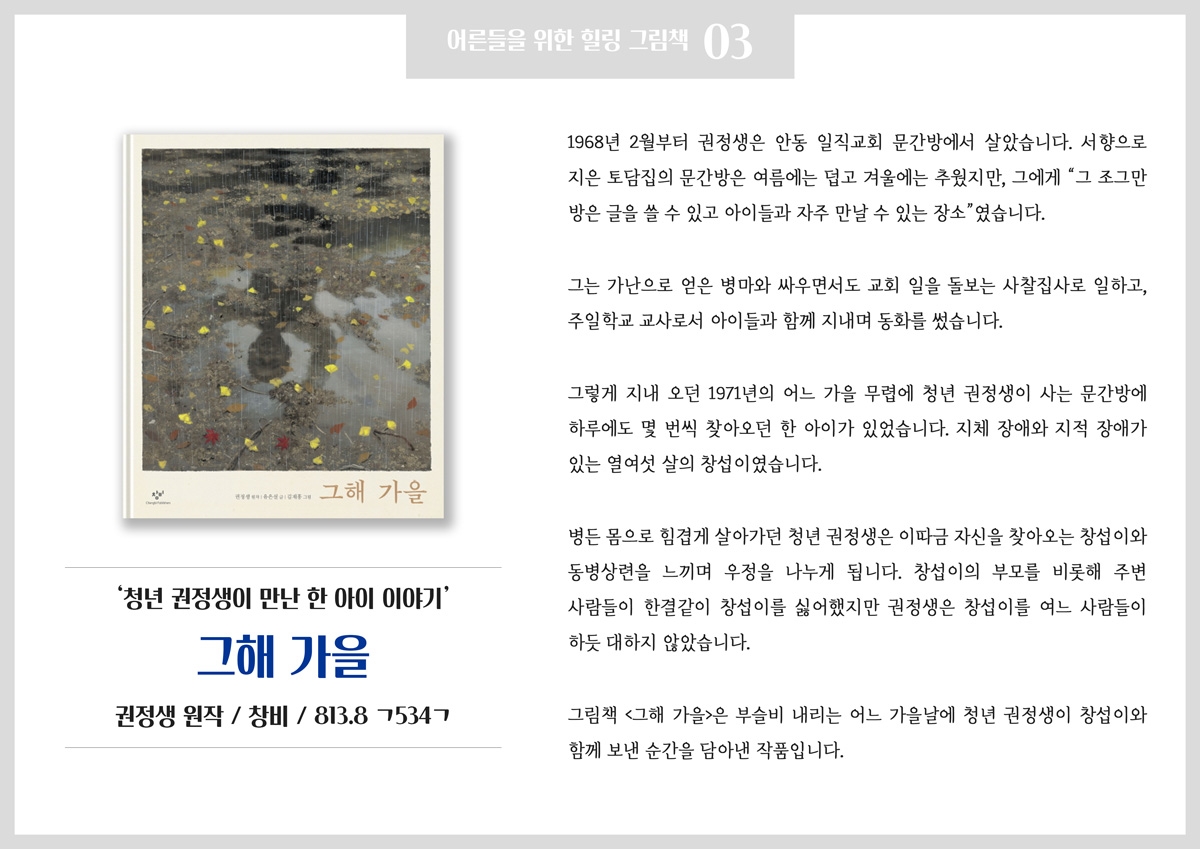 어른들을 위한 힐링 그림책 03
그해 가을
권정생 원작 | 유은실 글 | 김재홍 그림
‘청년 권정생이 만난 한 아이 이야기’
그해 가을
권정생 원작 / 창비 / 813.8 ㄱ534ㄱ
1968년 2월부터 권정생은 안동 일직교회 문간방에서 살았습니다. 서향으로
지은 토담집의 문간방은 여름에는 덥고 겨울에는 추웠지만, 그에게 “그 조그만
방은 글을 쓸 수 있고 아이들과 자주 만날 수 있는 장소”였습니다.
그는 가난으로 얻은 병마와 싸우면서도 교회 일을 돌보는 사찰집사로 일하고,
주일학교 교사로서 아이들과 함께 지내며 동화를 썼습니다.
그렇게 지내 오던 1971년의 어느 가을 무렵에 청년 권정생이 사는 문간방에
하루에도 몇 번씩 찾아오던 한 아이가 있었습니다. 지체 장애와 지적 장애가
있는 열여섯 살의 창섭이였습니다.
병든 몸으로 힘겹게 살아가던 청년 권정생은 이따금 자신을 찾아오는 창섭이와
동병상련을 느끼며 우정을 나누게 됩니다. 창섭이의 부모를 비롯해 주변
사람들이 한결같이 창섭이를 싫어했지만 권정생은 창섭이를 여느 사람들이
하듯 대하지 않았습니다.
그림책 <그해 가을>은 부슬비 내리는 어느 가을날에 청년 권정생이 창섭이와
함께 보낸 순간을 담아낸 작품입니다.